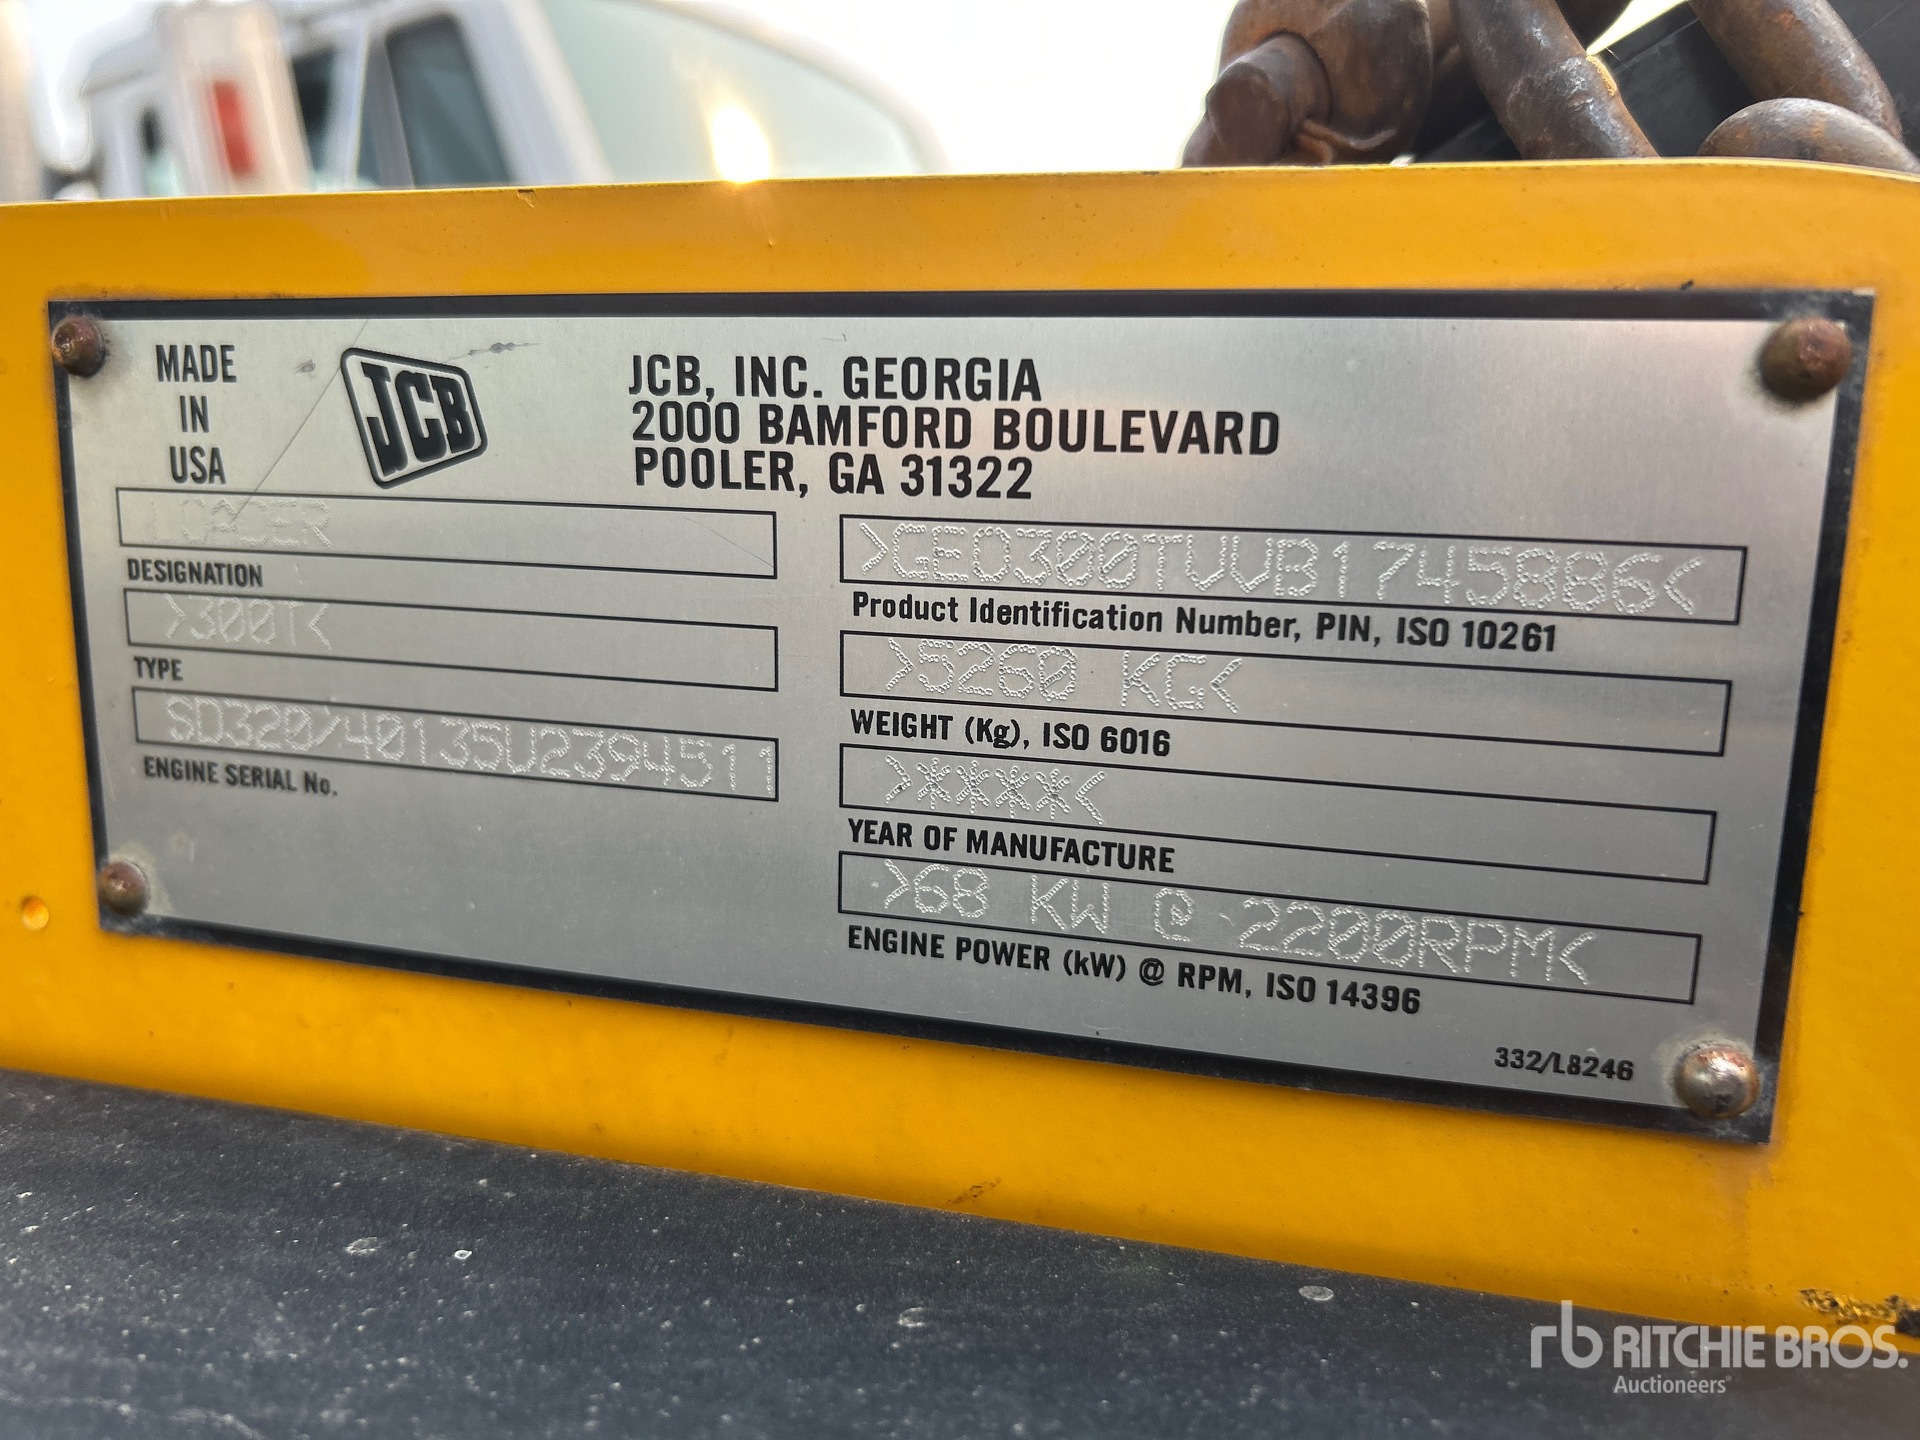 MADE
IN
USA
JCB
JCB, INC. GEORGIA
2000 BAMFORD BOULEVARD
POOLER, GA 31322
LOADER
DESIGNATION
>300T<
TYPE
SD320/40135U2394511
ENGINE SERIAL No.
>GEO300TVVB1745886<
Product Identification Number, PIN, ISO 10261
>5260 KG<
WEIGHT (Kg), ISO 6016
>****<
YEAR OF MANUFACTURE
>68 KW @ 2200RPM<
ENGINE POWER (kW) @ RPM, ISO 14396
332/L8246
rb RITCHIE BROS.
Auctioneers